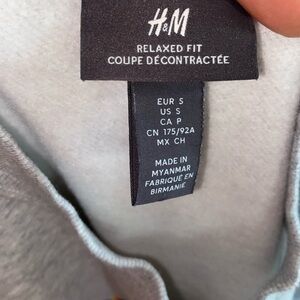 H&M
RELAXED FIT
COUPE DÉCONTRACTÉE
EUR S
US S
CA P
CN 175/92A
MX CH
MADE IN
MYANMAR
FABRIQUÉ EN
BIRMANIE